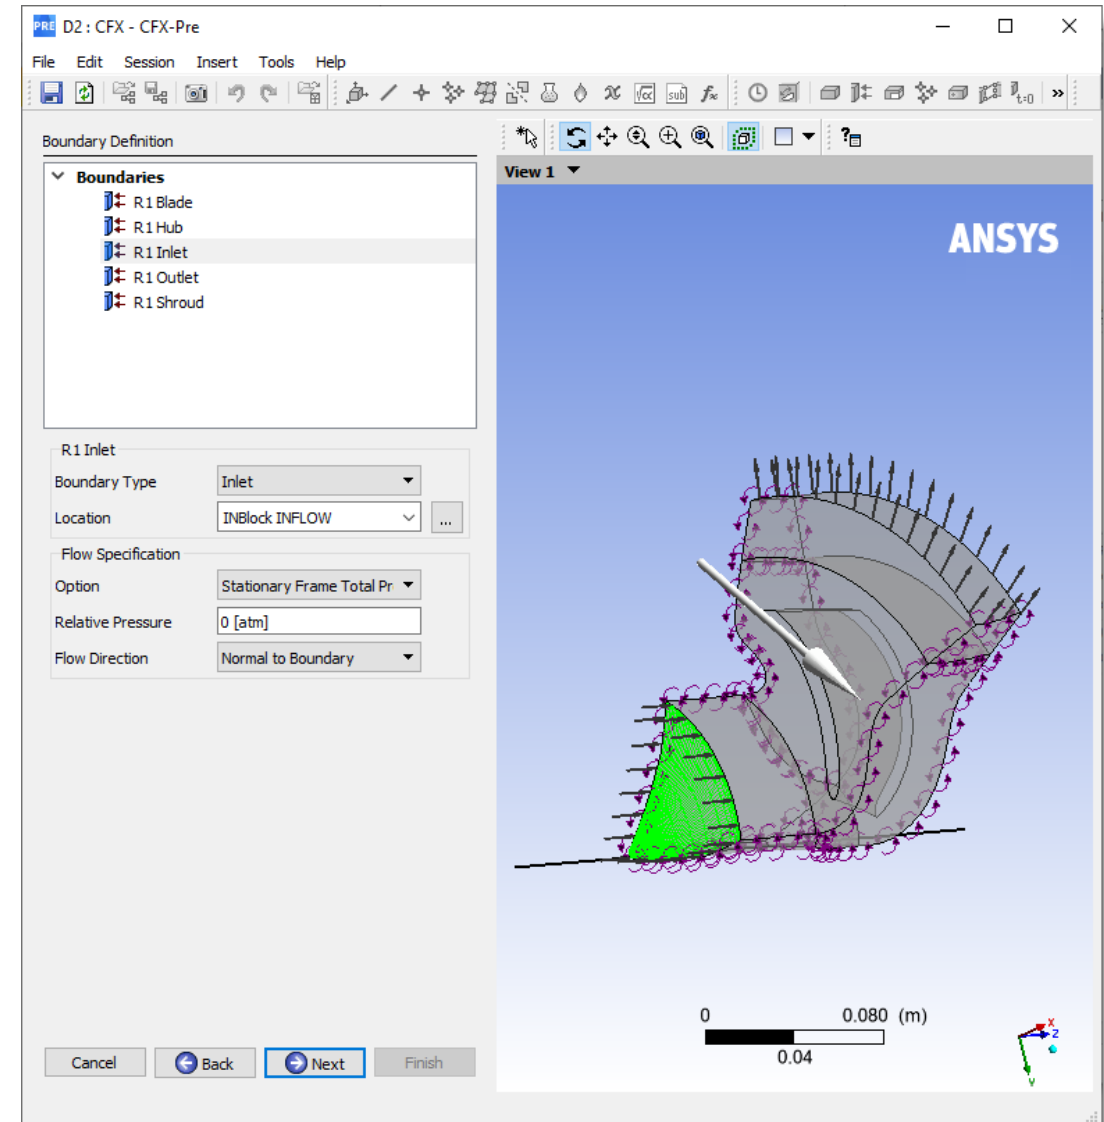 PRE D2 : CFX - CFX-Pre
File Edit Session Insert Tools Help
√α sub f∞ t=0 »
Boundary Definition
?
View 1
Boundaries
R1 Blade
R1 Hub
R1 Inlet
R1 Outlet
R1 Shroud
ANSYS
R1 Inlet
Boundary Type Inlet
Location INBlock INFLOW ...
Flow Specification
Option Stationary Frame Total Pr
Relative Pressure 0 [atm]
Flow Direction Normal to Boundary
0 0.080 (m)
0.04
X
Z
Y
Cancel Back Next Finish